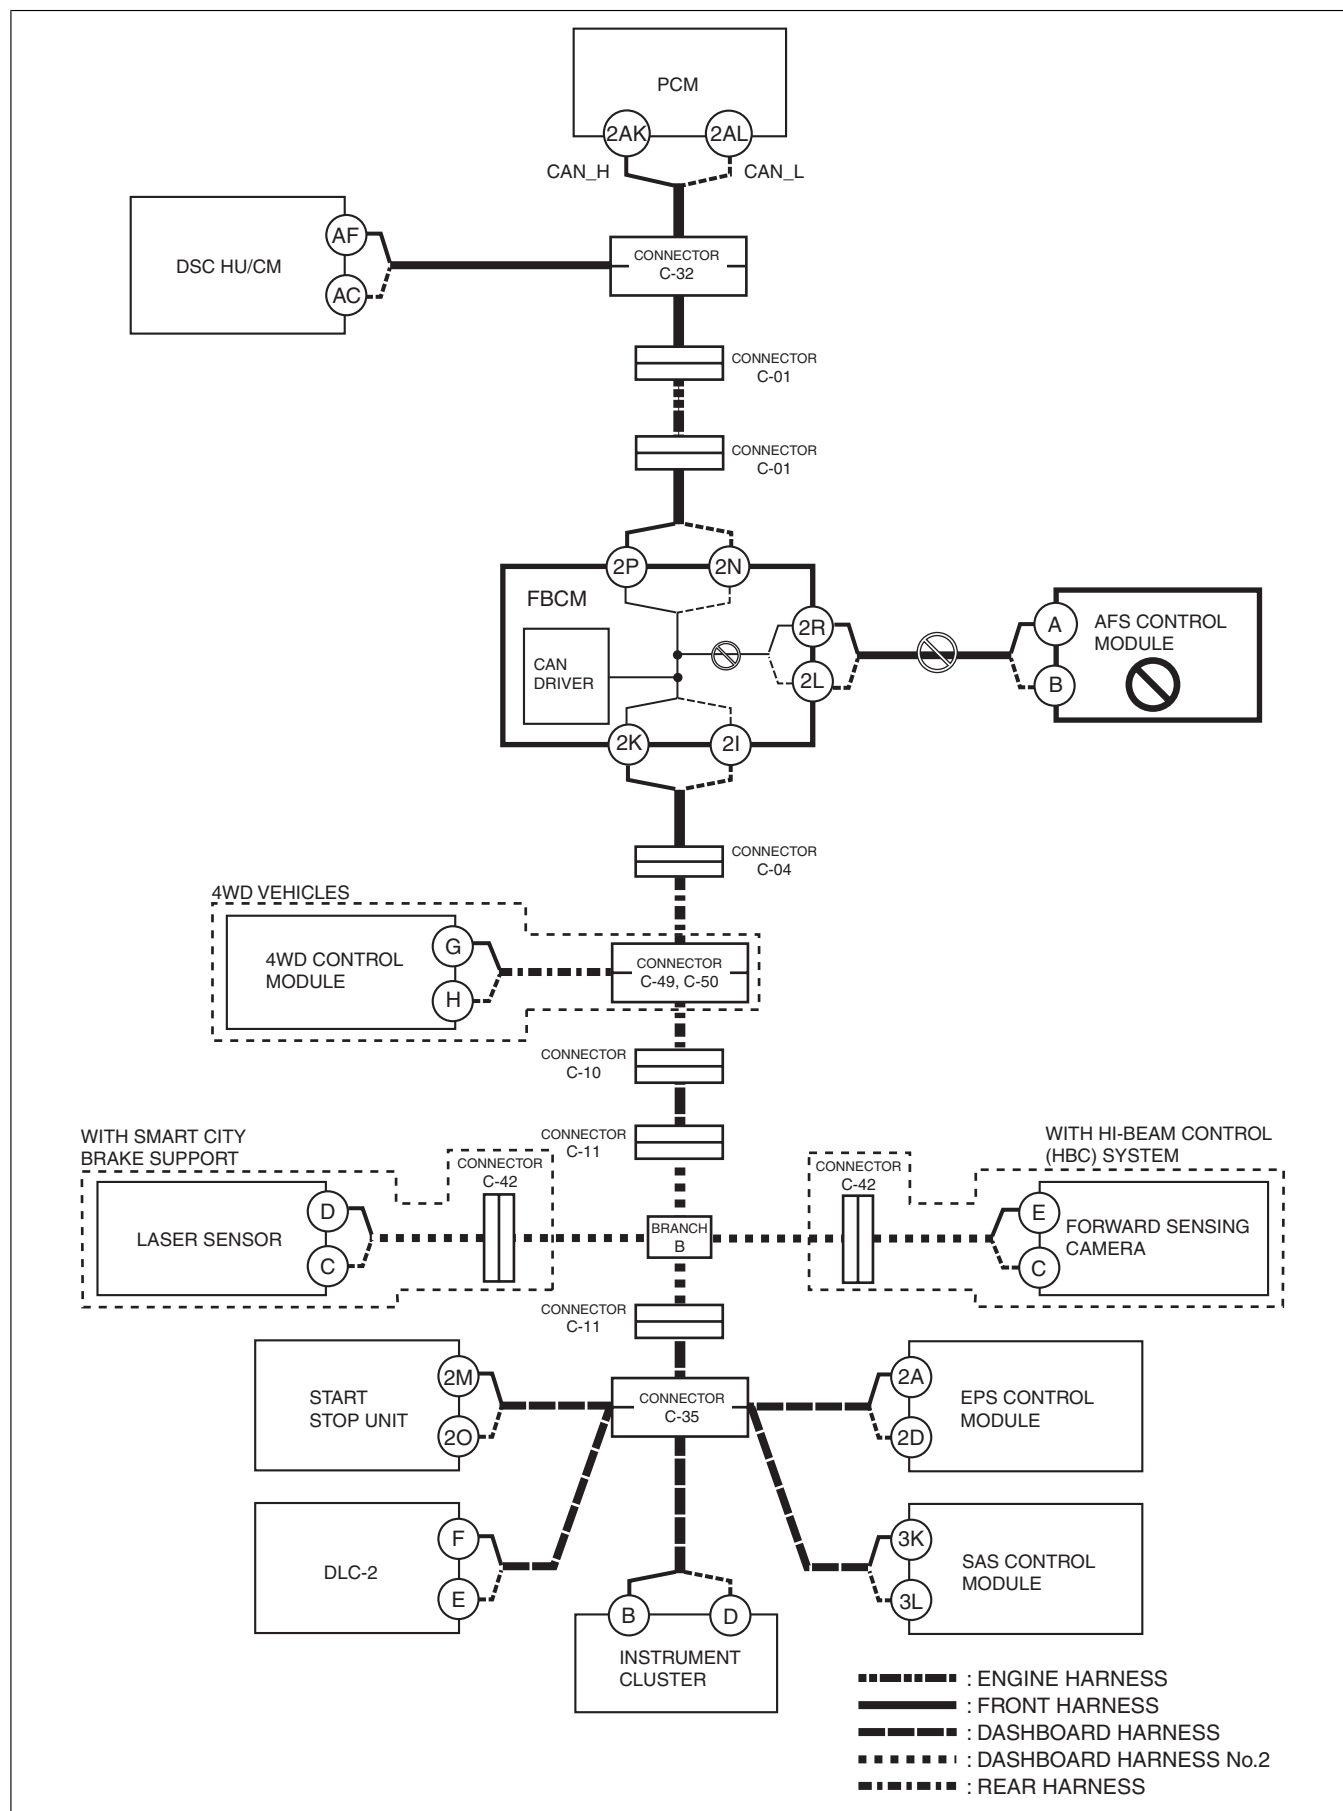 PCM
2AK
2AL
CAN_H
CAN_L
AF
DSC HU/CM
AC
CONNECTOR
C-32
CONNECTOR
C-01
CONNECTOR
C-01
2P
2N
FBCM
2R
CAN
DRIVER
2L
A
AFS CONTROL
MODULE
B
2K
2I
CONNECTOR
C-04
4WD VEHICLES
G
4WD CONTROL
MODULE
H
CONNECTOR
C-49, C-50
CONNECTOR
C-10
CONNECTOR
C-11
WITH SMART CITY
BRAKE SUPPORT
CONNECTOR
C-42
D
LASER SENSOR
C
BRANCH
B
WITH HI-BEAM CONTROL
(HBC) SYSTEM
CONNECTOR
C-42
E
FORWARD SENSING
CAMERA
C
CONNECTOR
C-11
2M
START
STOP UNIT
2O
CONNECTOR
C-35
2A
EPS CONTROL
MODULE
2D
F
DLC-2
E
3K
SAS CONTROL
MODULE
3L
B
D
INSTRUMENT
CLUSTER
: ENGINE HARNESS
: FRONT HARNESS
: DASHBOARD HARNESS
: DASHBOARD HARNESS No.2
: REAR HARNESS